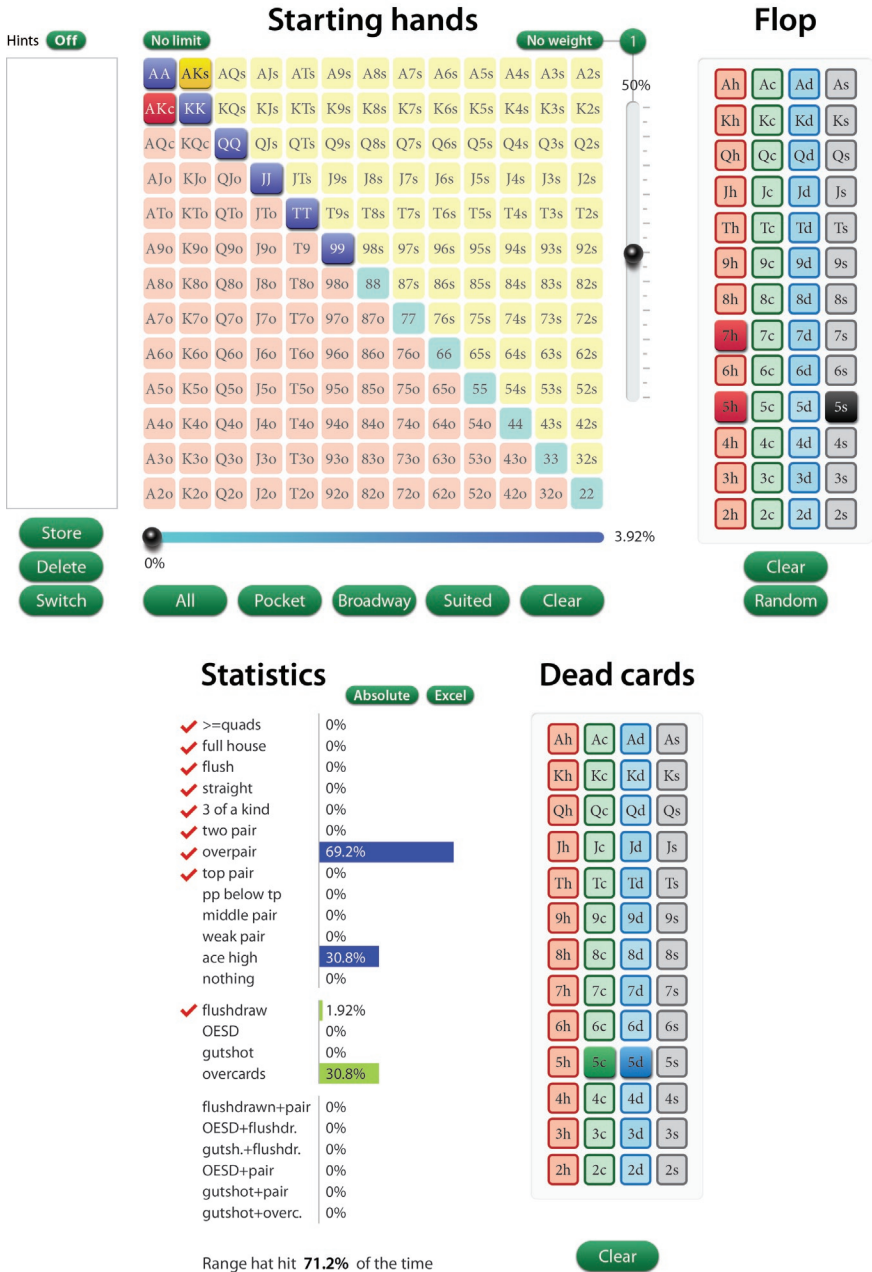 Starting hands
Flop
Hints Off
No limit
No weight 1
50%
AA AKs AQs AJs ATs A9s A8s A7s A6s A5s A4s A3s A2s
AKc KK KQs KJs KTs K9s K8s K7s K6s K5s K4s K3s K2s
AQc KQc QQ QJs QTs Q9s Q8s Q7s Q6s Q5s Q4s Q3s Q2s
AJo KJo QJo JJ JTs J9s J8s J7s J6s J5s J4s J3s J2s
ATo KTo QTo JTo TT T9s T8s T7s T6s T5s T4s T3s T2s
A9o K9o Q9o J9o T9 99 98s 97s 96s 95s 94s 93s 92s
A8o K8o Q8o J8o T8o 98o 88 87s 86s 85s 84s 83s 82s
A7o K7o Q7o J7o T7o 97o 87o 77 76s 75s 74s 73s 72s
A6o K6o Q6o J6o T6o 96o 86o 76o 66 65s 64s 63s 62s
A5o K5o Q5o J5o T5o 95o 85o 75o 65o 55 54s 53s 52s
A4o K4o Q4o J4o T4o 94o 84o 74o 64o 54o 44 43s 42s
A3o K3o Q3o J3o T3o 93o 83o 73o 63o 53o 43o 33 32s
A2o K2o Q2o J2o T2o 92o 82o 72o 62o 52o 42o 32o 22
Ah Ac Ad As
Kh Kc Kd Ks
Qh Qc Qd Qs
Jh Jc Jd Js
Th Tc Td Ts
9h 9c 9d 9s
8h 8c 8d 8s
7h 7c 7d 7s
6h 6c 6d 6s
5h 5c 5d 5s
4h 4c 4d 4s
3h 3c 3d 3s
2h 2c 2d 2s
Store
Delete
Switch
0%
3.92%
All Pocket Broadway Suited Clear
Clear
Random
Statistics
Absolute Excel
>=quads 0%
full house 0%
flush 0%
straight 0%
3 of a kind 0%
two pair 0%
overpair 69.2%
top pair 0%
pp below tp 0%
middle pair 0%
weak pair 0%
ace high 30.8%
nothing 0%
flushdraw 1.92%
OESD 0%
gutshot 0%
overcards 30.8%
flushdrawn+pair 0%
OESD+flushdr. 0%
gutsh.+flushdr. 0%
OESD+pair 0%
gutshot+pair 0%
gutshot+overc. 0%
Range hat hit 71.2% of the time
Dead cards
Ah Ac Ad As
Kh Kc Kd Ks
Qh Qc Qd Qs
Jh Jc Jd Js
Th Tc Td Ts
9h 9c 9d 9s
8h 8c 8d 8s
7h 7c 7d 7s
6h 6c 6d 6s
5h 5c 5d 5s
4h 4c 4d 4s
3h 3c 3d 3s
2h 2c 2d 2s
Clear